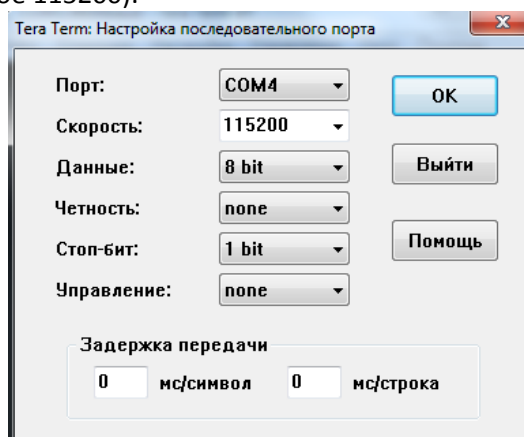 115200).
Tera Term: Настройка последовательного порта
Порт: COM4 OK
Скорость: 115200
Данные: 8 bit Выйти
Четность: none
Стоп-бит: 1 bit Помощь
Управление: none
Задержка передачи
0 мс/символ 0 мс/строка